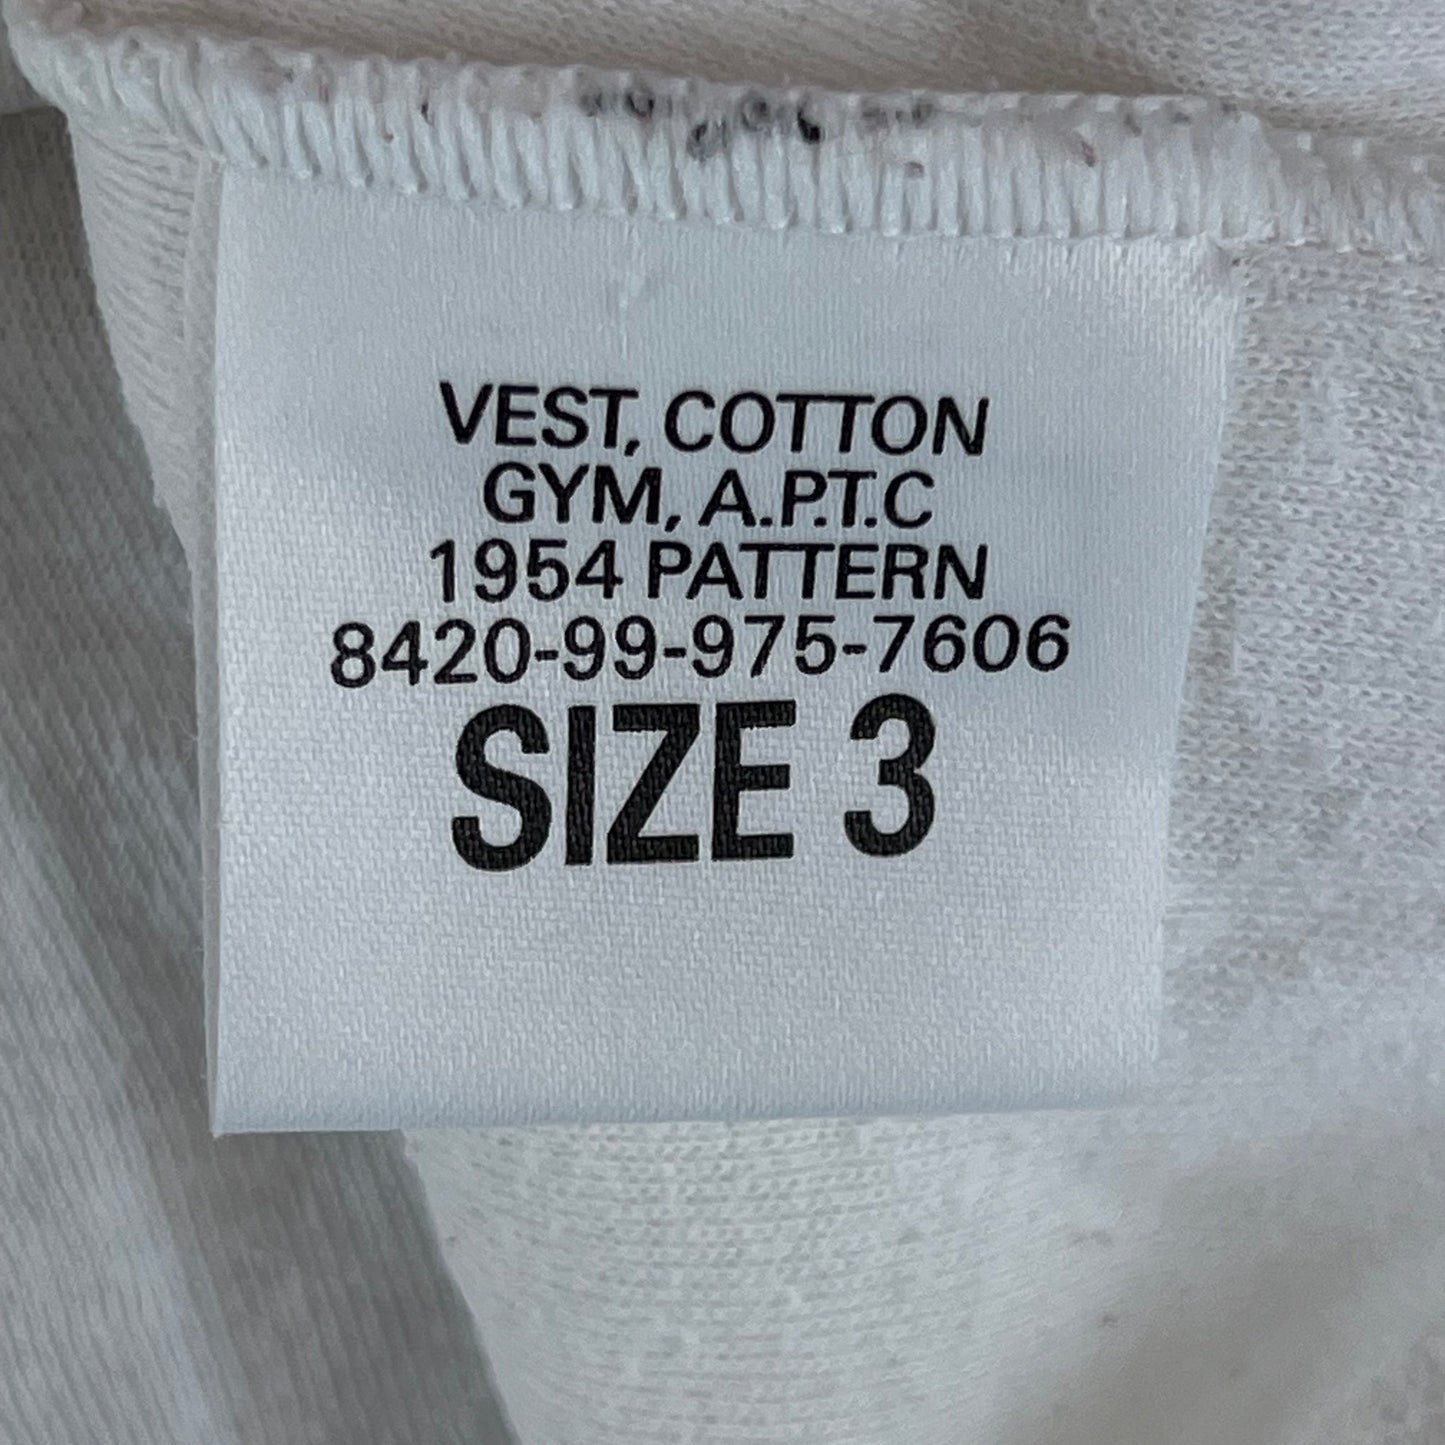 VEST, COTTON
GYM, A.P.T.C
1954 PATTERN
8420-99-975-7606
SIZE 3